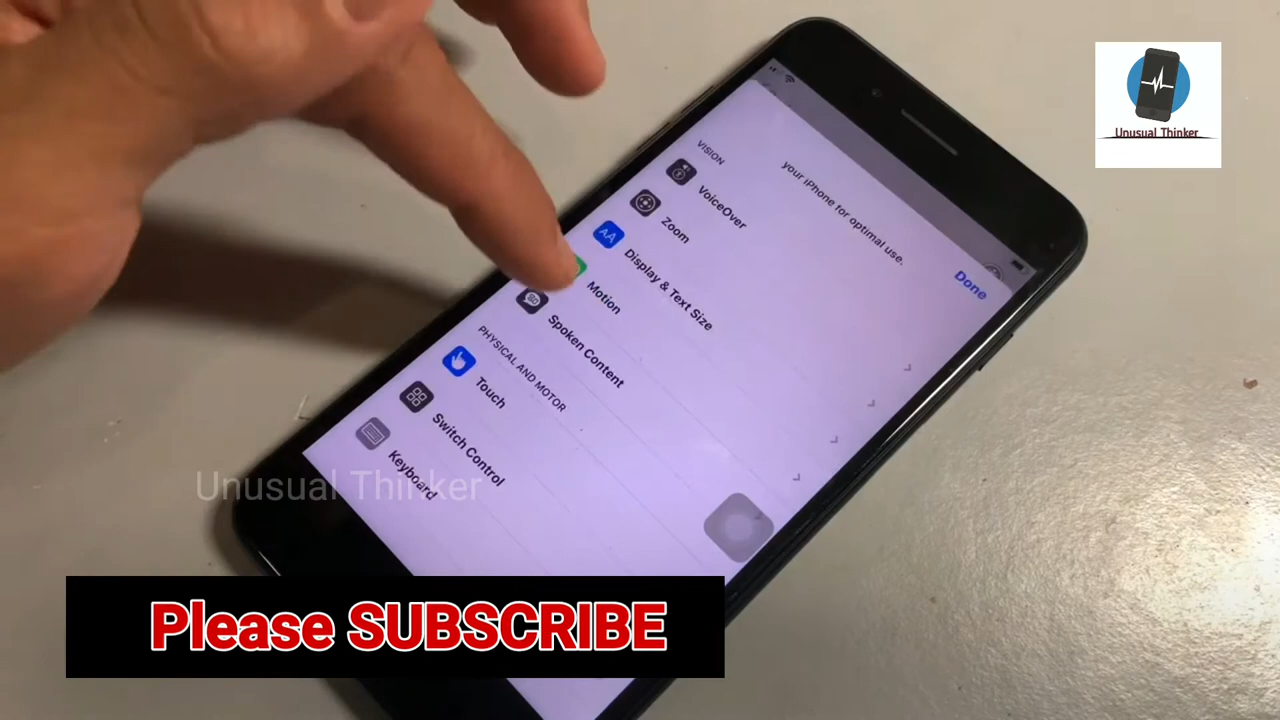 Unusual Thinker
your iPhone for optimal use.
Done
VISION
VoiceOver
Zoom
AA
Display & Text Size
Motion
Spoken Content
PHYSICAL AND MOTOR
Touch
Switch Control
Keyboard
Unusual Thinker
Please SUBSCRIBE